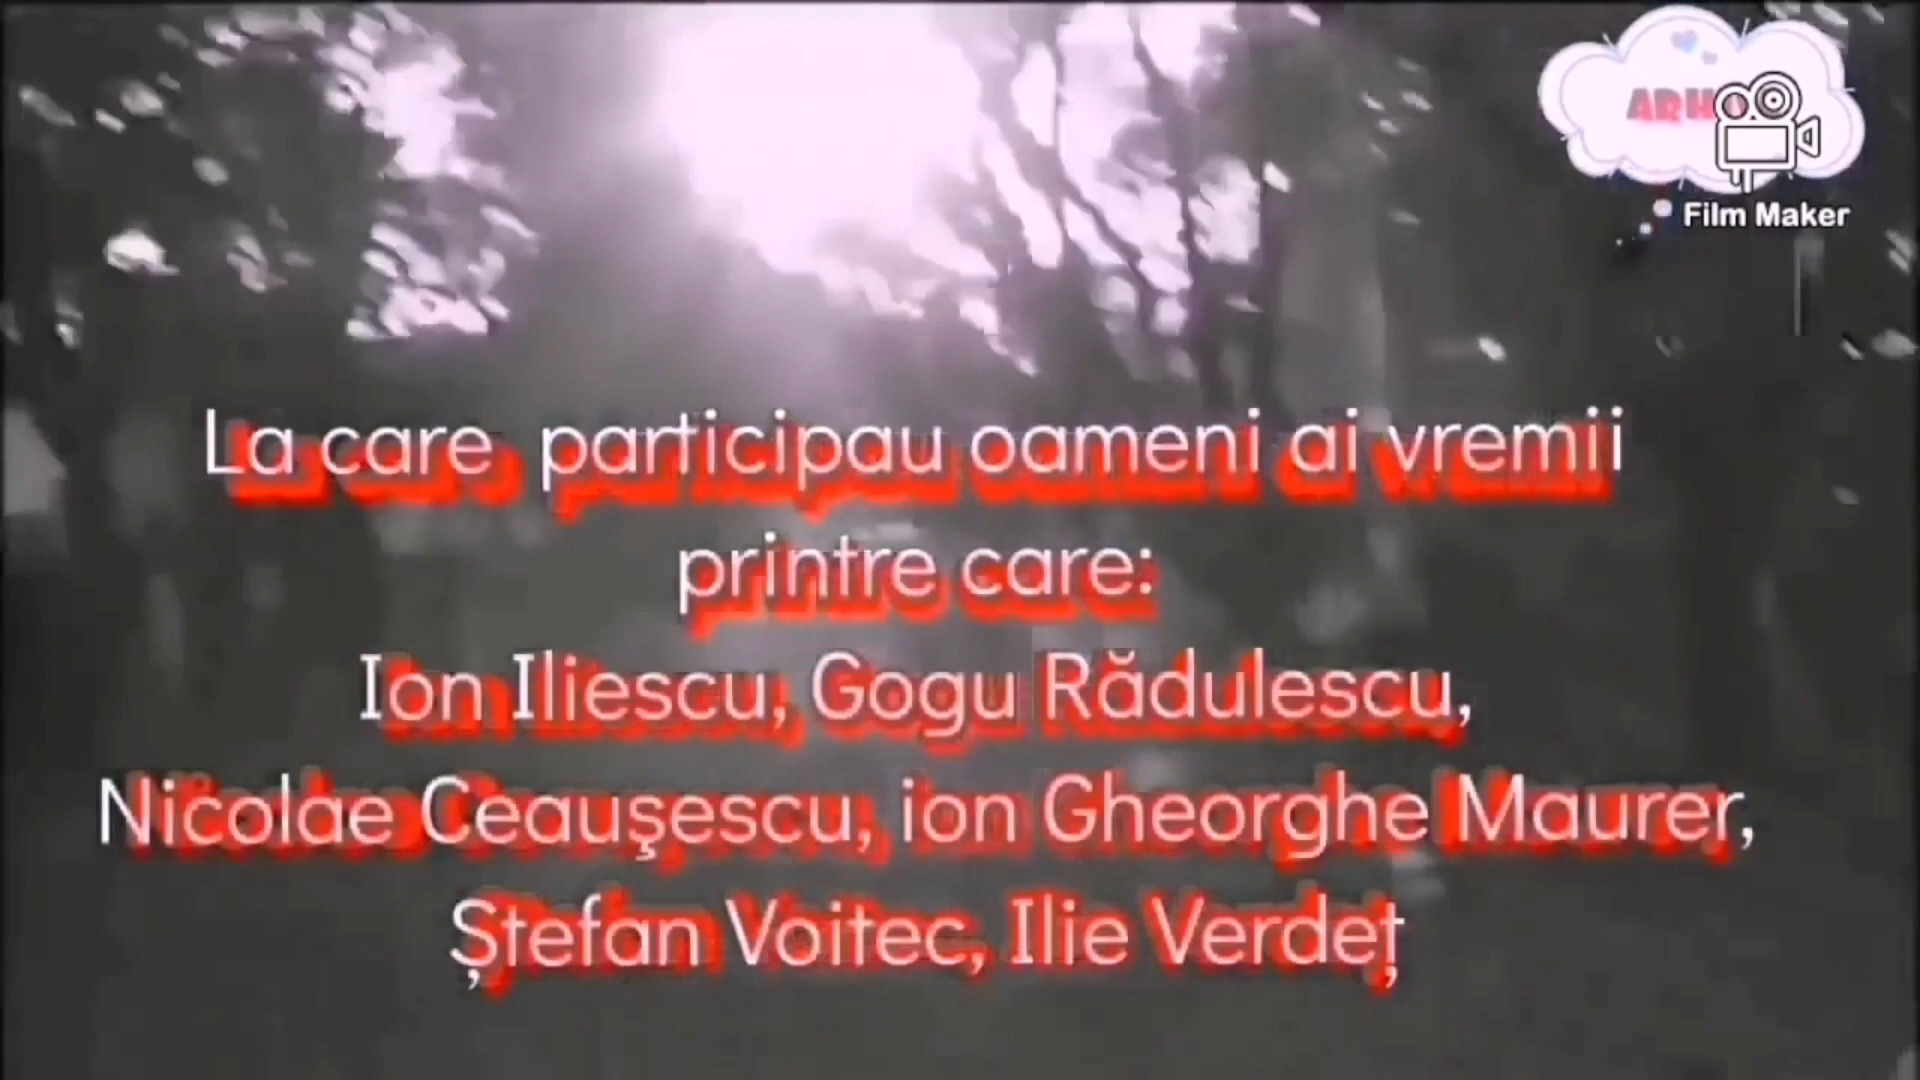 Film Maker
La care participau oameni ai vremii
printre care:
Ion Iliescu, Gogu Rădulescu,
Nicolae Ceauşescu, ion Gheorghe Maurer,
Ștefan Voitec, Ilie Verdeț